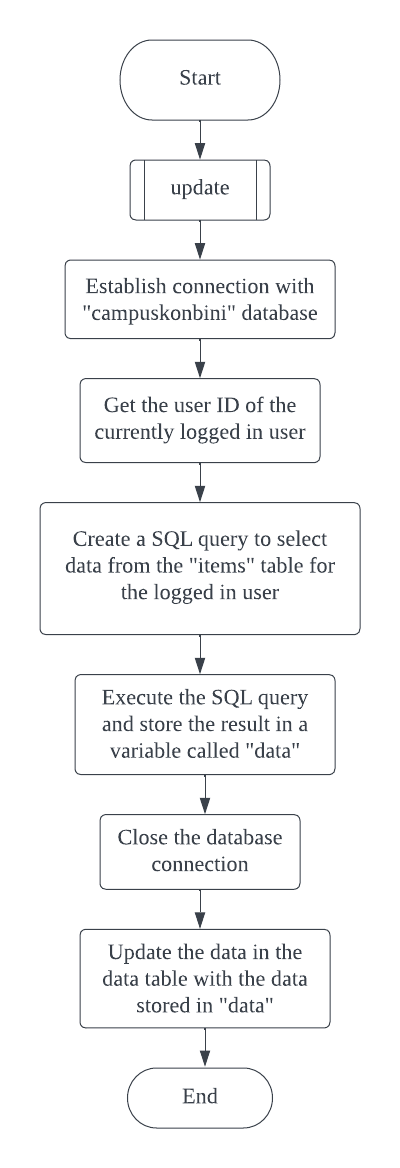 Start
update
Establish connection with
"campuskonbini" database
Get the user ID of the
currently logged in user
Create a SQL query to select
data from the "items" table for
the logged in user
Execute the SQL query
and store the result in a
variable called "data"
Close the database
connection
Update the data in the
data table with the data
stored in "data"
End